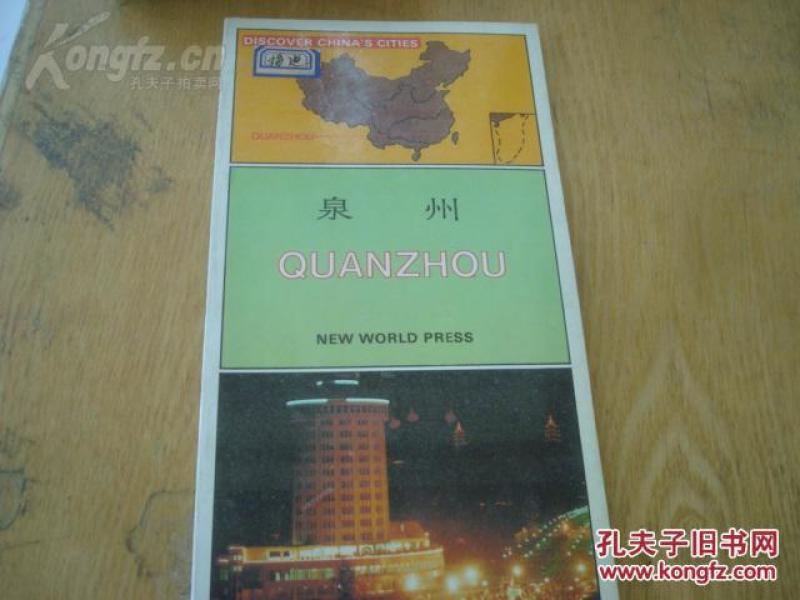 DISCOVER CHINA'S CITIES
QUANZHOU
泉 州
QUANZHOU
NEW WORLD PRESS
Kongfz.cn
孔夫子拍卖网
孔夫子旧书网
www.kongfz.com